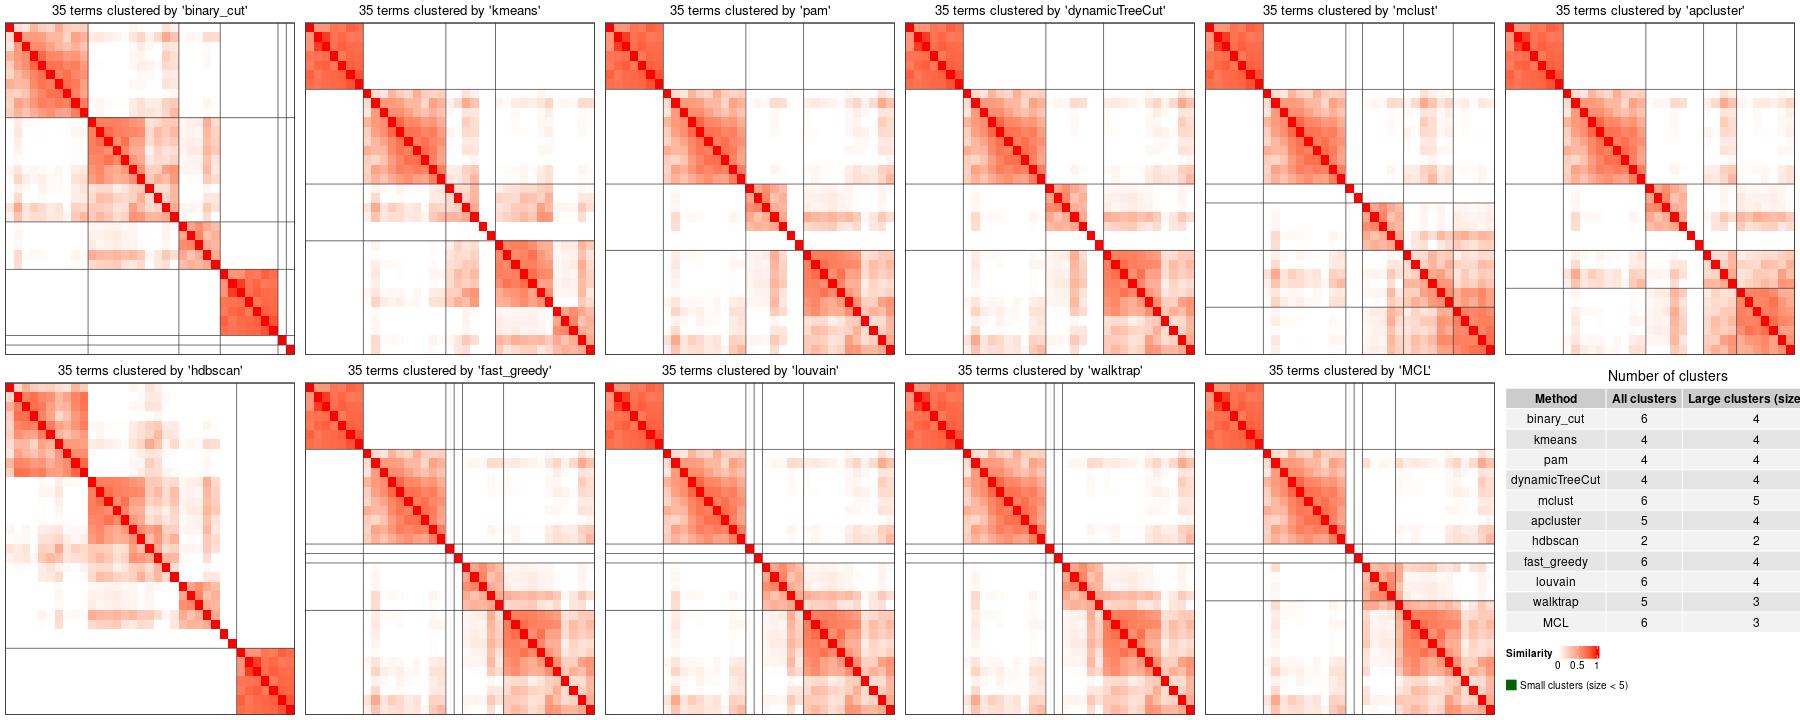 35 terms clustered by 'binary_cut'
35 terms clustered by 'kmeans'
35 terms clustered by 'pam'
35 terms clustered by 'dynamicTreeCut'
35 terms clustered by 'mclust'
35 terms clustered by 'apcluster'
35 terms clustered by 'hdbscan'
35 terms clustered by 'fast_greedy'
35 terms clustered by 'louvain'
35 terms clustered by 'walktrap'
35 terms clustered by 'MCL'
Number of clusters
Method All clusters Large clusters (size
binary_cut 6 4
kmeans 4 4
pam 4 4
dynamicTreeCut 4 4
mclust 6 5
apcluster 5 4
hdbscan 2 2
fast_greedy 6 4
louvain 6 4
walktrap 5 3
MCL 6 3
Similarity
0 0.5 1
Small clusters (size < 5)